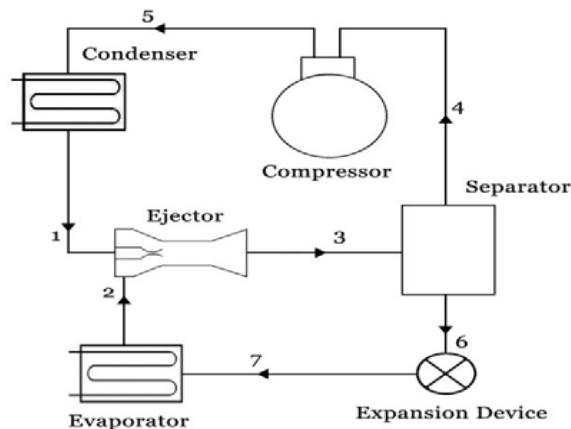 5
Condenser
Compressor
4
Separator
1
Ejector
3
2
6
7
Evaporator
Expansion Device